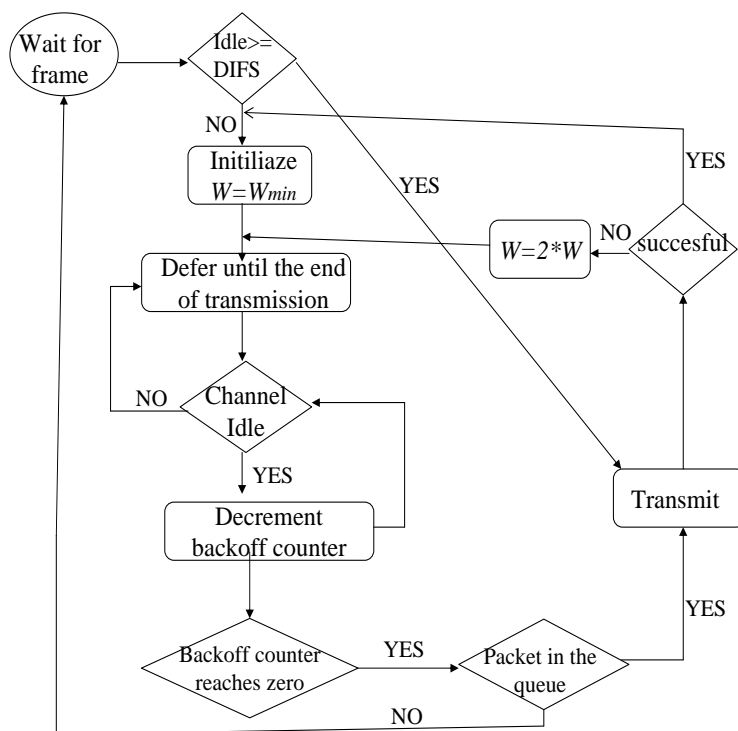 Wait for
frame
Idle>=
DIFS
NO
YES
YES
Initiliaze
W=Wmin
W=2*W
NO
succesful
Defer until the end
of transmission
NO
Channel
Idle
YES
Transmit
Decrement
backoff counter
YES
Backoff counter
reaches zero
YES
Packet in the
queue
NO